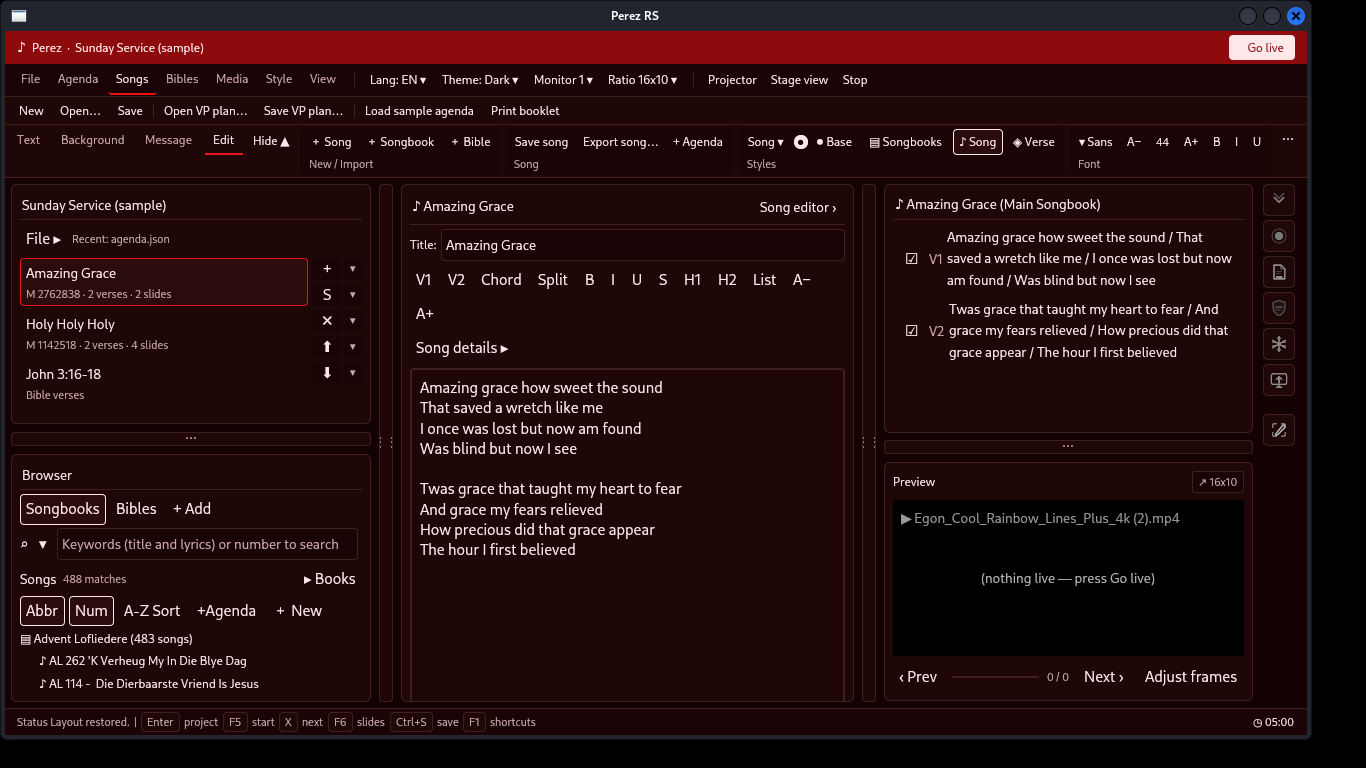 Perez RS
♪ Perez · Sunday Service (sample)
Go live
File Agenda Songs Bibles Media Style View Lang: EN ▾ Theme: Dark ▾ Monitor 1 ▾ Ratio 16x10 ▾ Projector Stage view Stop
New Open… Save Open VP plan… Save VP plan… Load sample agenda Print booklet
Text Background Message Edit Hide ▲ + Song + Songbook + Bible Save song Export song… + Agenda Song ▾ ● Base ▤ Songbooks ♪ Song ◈ Verse ▾ Sans A− 44 A+ B I U ⋯
New / Import Song Styles Font
Sunday Service (sample)
File ▸ Recent: agenda.json
Amazing Grace
M 2762838 · 2 verses · 2 slides
Holy Holy Holy
M 1142518 · 2 verses · 4 slides
John 3:16-18
Bible verses
+ ▾
S ▾
✕ ▾
⬆ ▾
⬇ ▾
Browser
Songbooks Bibles + Add
Keywords (title and lyrics) or number to search
Songs 488 matches ▸ Books
Abbr Num A-Z Sort +Agenda + New
▤ Advent Lofliedere (483 songs)
♪ AL 262 'K Verheug My In Die Blye Dag
♪ AL 114 - Die Dierbaarste Vriend Is Jesus
♪ Amazing Grace
Song editor ›
Title: Amazing Grace
V1 V2 Chord Split B I U S H1 H2 List A−
A+
Song details ▸
Amazing grace how sweet the sound
That saved a wretch like me
I once was lost but now am found
Was blind but now I see
Twas grace that taught my heart to fear
And grace my fears relieved
How precious did that grace appear
The hour I first believed
♪ Amazing Grace (Main Songbook)
Amazing grace how sweet the sound / That
☑ V1 saved a wretch like me / I once was lost but now
am found / Was blind but now I see
Twas grace that taught my heart to fear / And
☑ V2 grace my fears relieved / How precious did that
grace appear / The hour I first believed
Preview
↗ 16x10
▶ Egon_Cool_Rainbow_Lines_Plus_4k (2).mp4
(nothing live — press Go live)
‹ Prev 0 / 0 Next › Adjust frames
Status Layout restored. | Enter project F5 start X next F6 slides Ctrl+S save F1 shortcuts
◷ 05:00